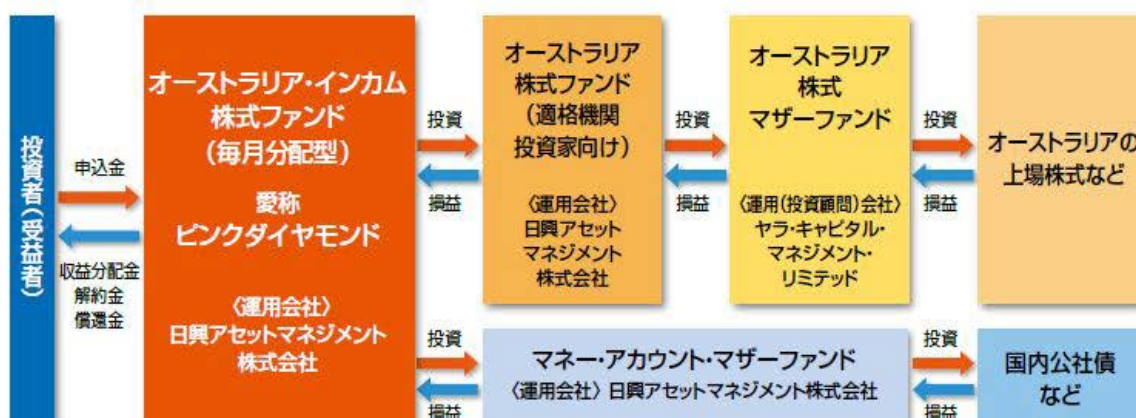 投資者(受益者)
申込金
収益分配金
解約金
償還金
オーストラリア・インカム
株式ファンド
(毎月分配型)
愛称
ピンクダイヤモンド
〈運用会社〉
日興アセットマネジメント
株式会社
投資
損益
オーストラリア
株式ファンド
(適格機関
投資家向け)
〈運用会社〉
日興アセット
マネジメント
株式会社
投資
損益
オーストラリア
株式
マザーファンド
〈運用(投資顧問)会社〉
ヤラ・キャピタル・
マネジメント・
リミテッド
投資
損益
オーストラリアの
上場株式など
投資
損益
マネー・アカウント・マザーファンド
〈運用会社〉日興アセットマネジメント株式会社
投資
損益
国内公社債
など